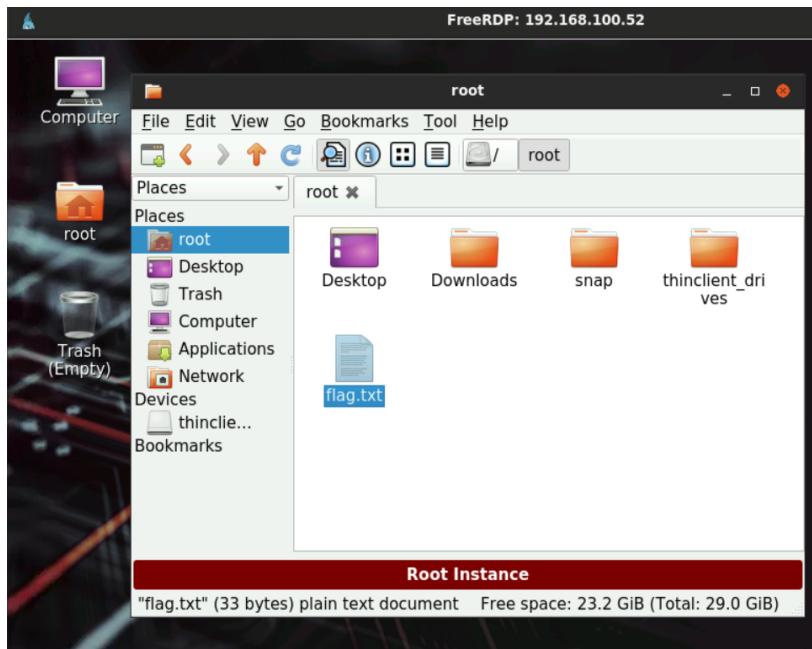 FreeRDP: 192.168.100.52
Computer
root
Trash
(Empty)
root
File Edit View Go Bookmarks Tool Help
/ root
Places
root
Places
root
Desktop
Trash
Computer
Applications
Network
Devices
thinclie...
Bookmarks
Desktop
Downloads
snap
thinclient_dri
ves
flag.txt
Root Instance
"flag.txt" (33 bytes) plain text document Free space: 23.2 GiB (Total: 29.0 GiB)